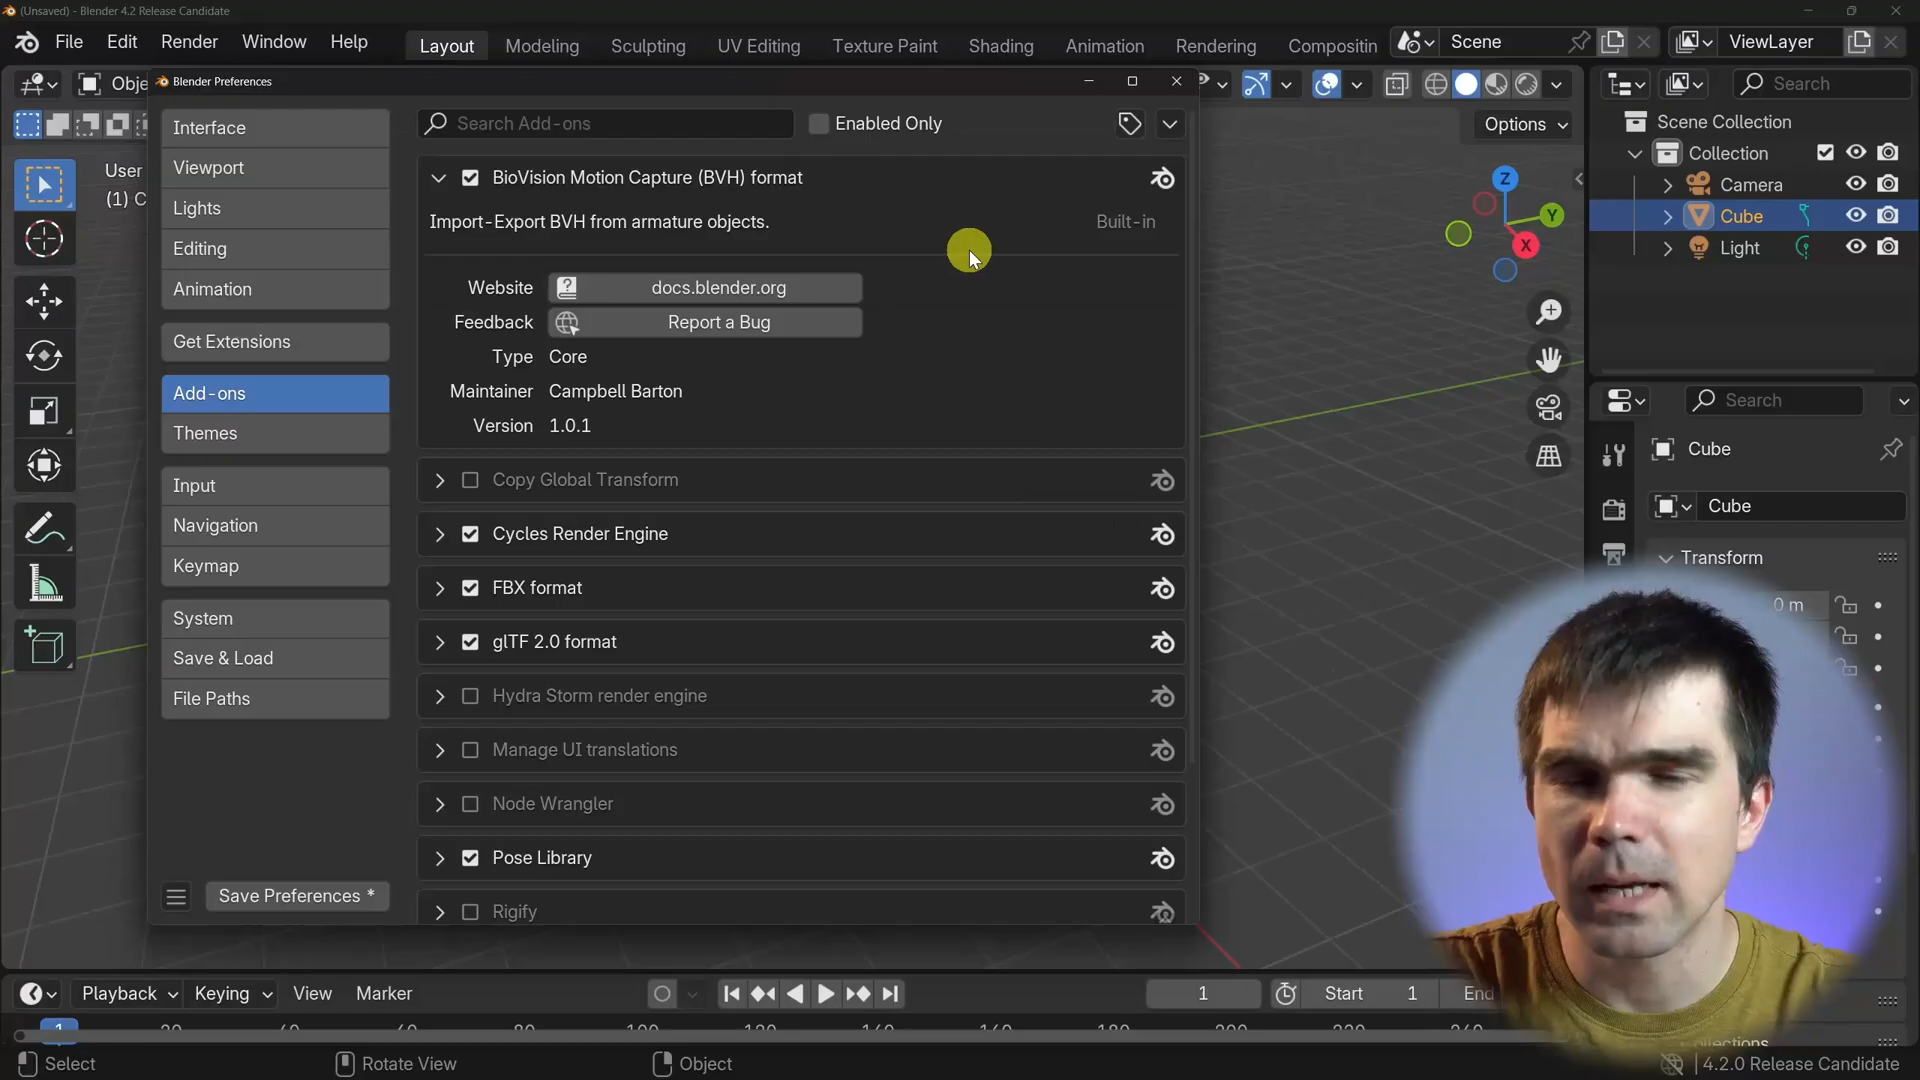 (Unsaved) - Blender 4.2 Release Candidate
File Edit Render Window Help
Layout Modeling Sculpting UV Editing Texture Paint Shading Animation Rendering Compositin
Scene
ViewLayer
Obje
Blender Preferences
Options
Search
User
(1) C
Interface
Viewport
Lights
Editing
Animation
Get Extensions
Add-ons
Themes
Input
Navigation
Keymap
System
Save & Load
File Paths
Save Preferences *
Search Add-ons
Enabled Only
BioVision Motion Capture (BVH) format
Import-Export BVH from armature objects.
Built-in
Website docs.blender.org
Feedback Report a Bug
Type Core
Maintainer Campbell Barton
Version 1.0.1
Copy Global Transform
Cycles Render Engine
FBX format
glTF 2.0 format
Hydra Storm render engine
Manage UI translations
Node Wrangler
Pose Library
Rigify
Z
Y
X
Scene Collection
Collection
Camera
Cube
Light
Search
Cube
Cube
Transform
0 m
Playback Keying View Marker
1
Start 1
End
1 20 40 60 80 100 120 140 160 180 200 220 240
Select
Rotate View
Object
4.2.0 Release Candidate